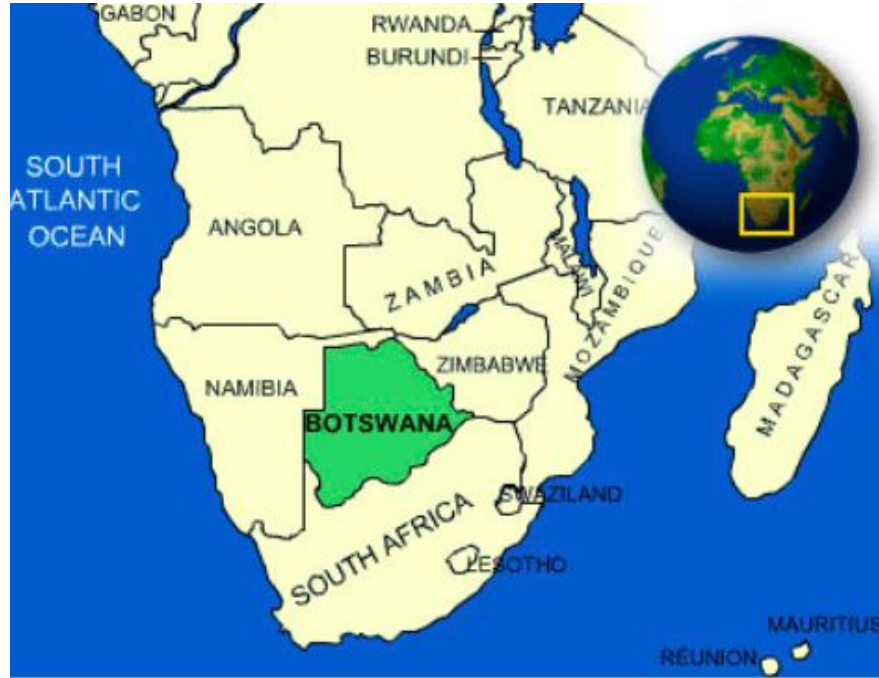 GABON
RWANDA
BURUNDI
TANZANIA
SOUTH
ATLANTIC
OCEAN
ANGOLA
ZAMBIA
MALAWI
MOZAMBIQUE
MADAGASCAR
NAMIBIA
ZIMBABWE
BOTSWANA
SWAZILAND
SOUTH AFRICA
LESOTHO
MAURITIUS
RÉUNION